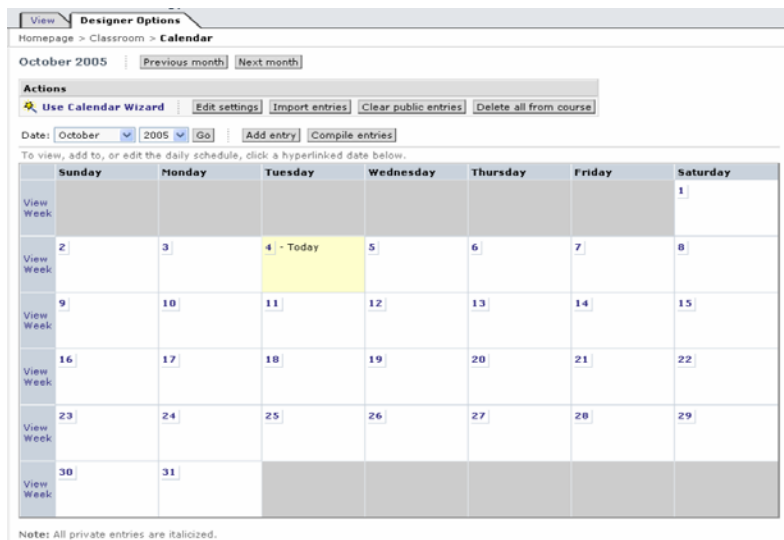 View Designer Options
Homepage > Classroom > Calendar
October 2005 Previous month Next month
Actions
Use Calendar Wizard Edit settings Import entries Clear public entries Delete all from course
Date: October 2005 Go Add entry Compile entries
To view, add to, or edit the daily schedule, click a hyperlinked date below.
Sunday Monday Tuesday Wednesday Thursday Friday Saturday
View Week 1
View Week 2 3 4 - Today 5 6 7 8
View Week 9 10 11 12 13 14 15
View Week 16 17 18 19 20 21 22
View Week 23 24 25 26 27 28 29
View Week 30 31
Note: All private entries are italicized.